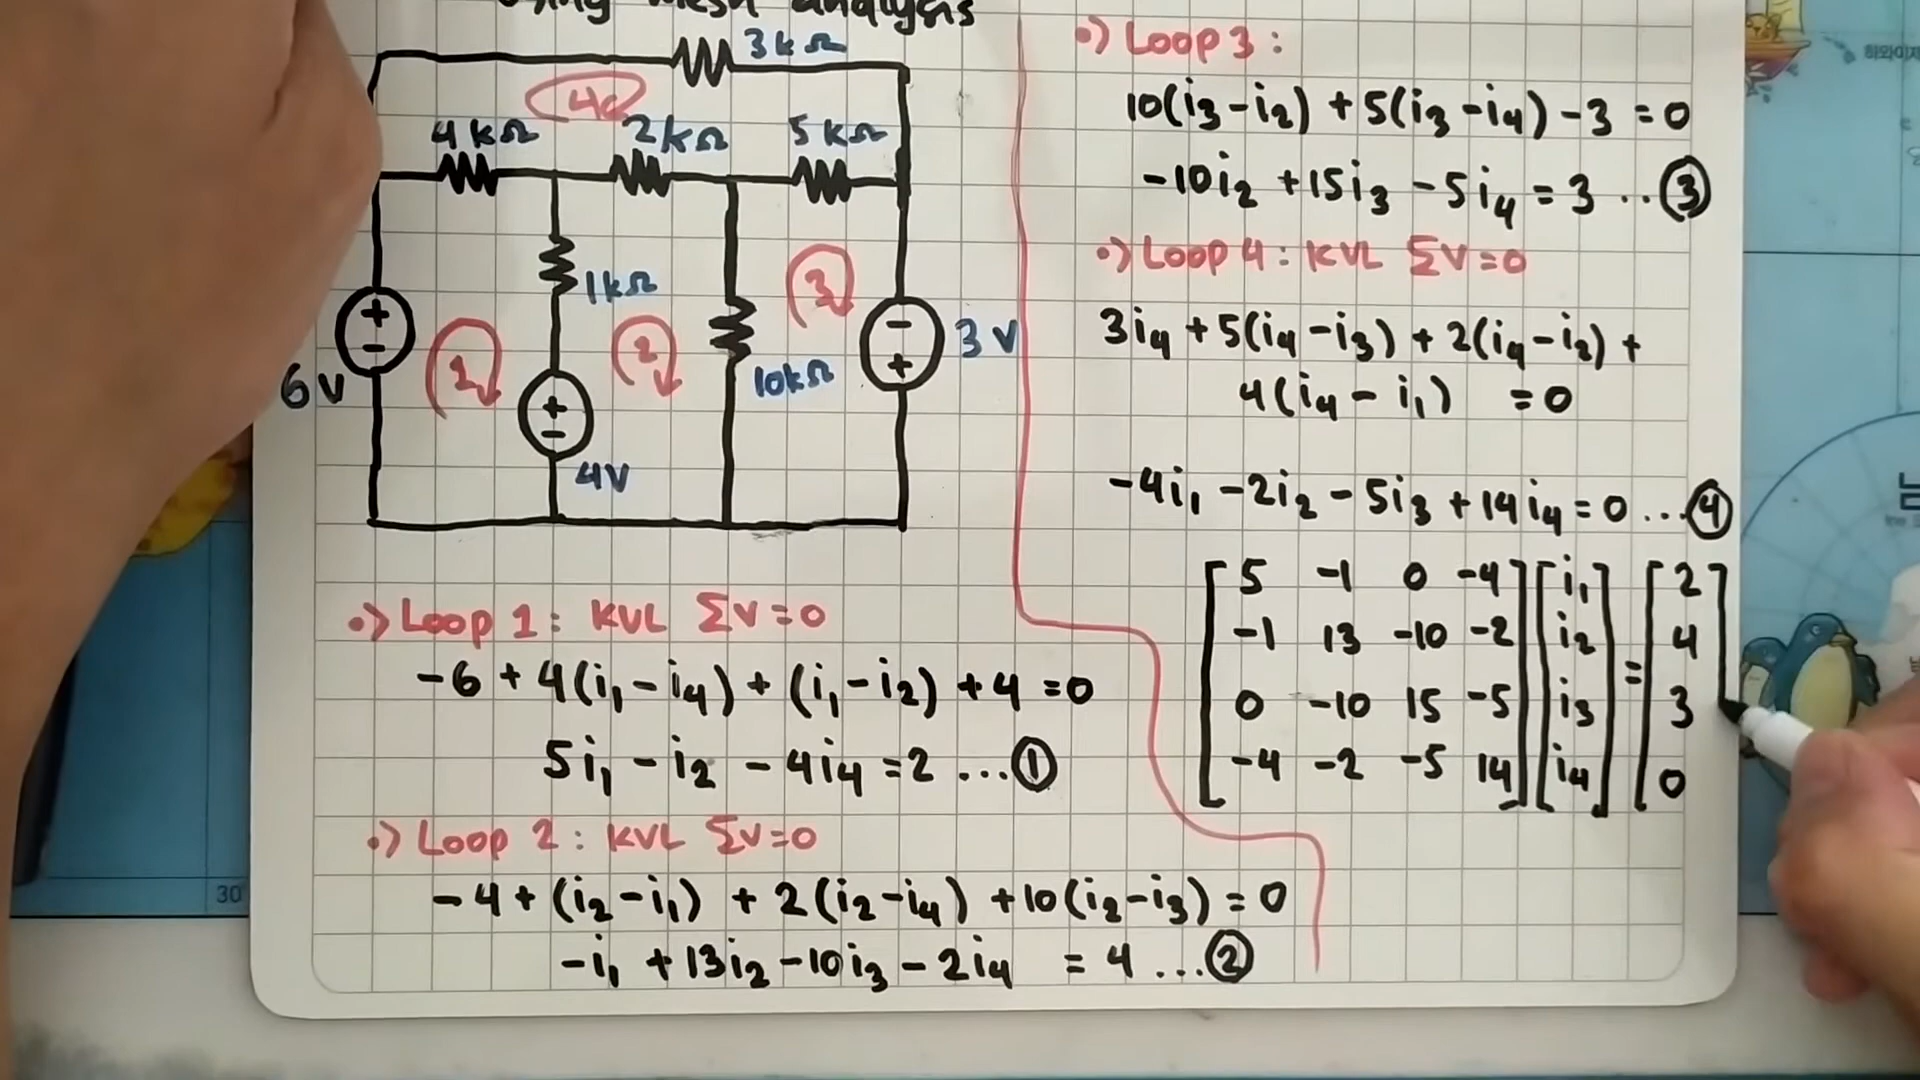 mesh analysis
3kΩ
4
4kΩ
2kΩ
5kΩ
1kΩ
3
+
-
6V
1
2
10kΩ
-
+
3V
+
-
4V
•) Loop 1: KVL ΣV=0
-6 + 4(i₁ - i₄) + (i₁ - i₂) + 4 = 0
5i₁ - i₂ - 4i₄ = 2 ...①
•) Loop 2: KVL ΣV=0
-4 + (i₂ - i₁) + 2(i₂ - i₄) + 10(i₂ - i₃) = 0
-i₁ + 13i₂ - 10i₃ - 2i₄ = 4 ...②
•) Loop 3:
10(i₃ - i₂) + 5(i₃ - i₄) - 3 = 0
-10i₂ + 15i₃ - 5i₄ = 3 ..③
•) Loop 4: KVL ΣV=0
3i₄ + 5(i₄ - i₃) + 2(i₄ - i₂) +
4(i₄ - i₁) = 0
-4i₁ - 2i₂ - 5i₃ + 14i₄ = 0 ...④
[5 -1 0 -4] [i₁] = [2]
[-1 13 -10 -2] [i₂] [4]
[0 -10 15 -5] [i₃] [3]
[-4 -2 -5 14] [i₄] [0]
30